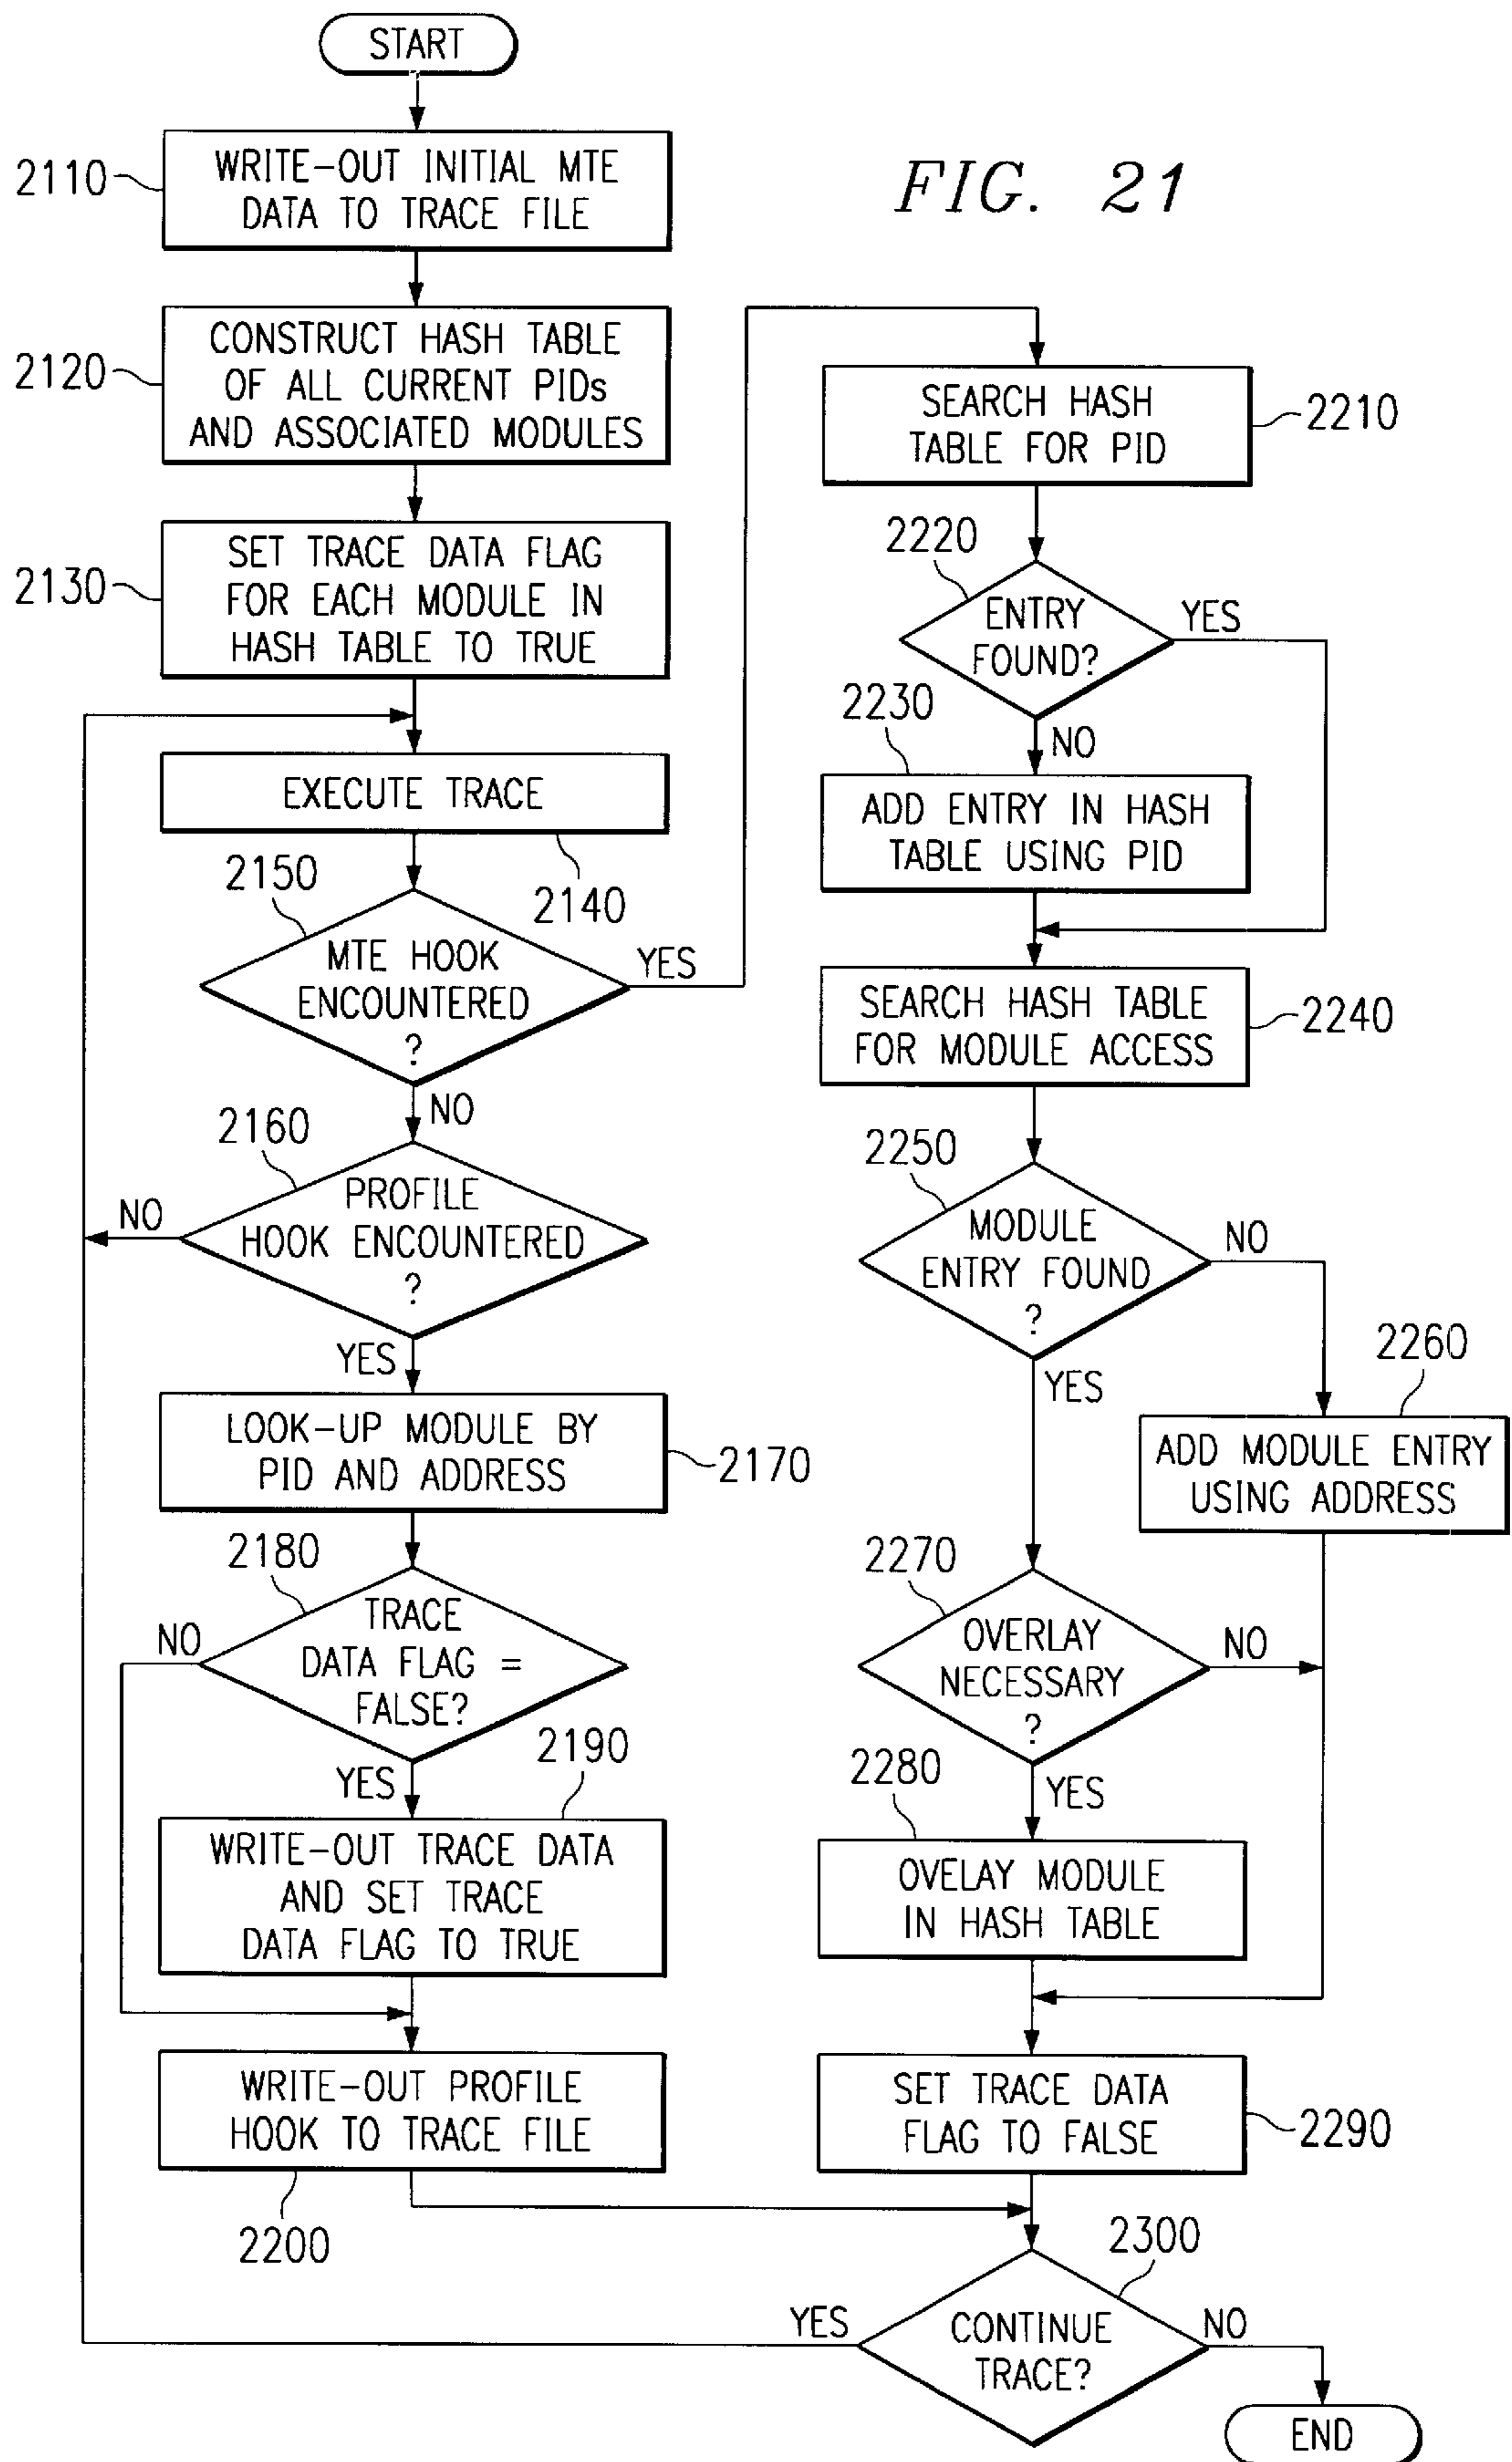 START
FIG. 21
2110
WRITE-OUT INITIAL MTE
DATA TO TRACE FILE
2120
CONSTRUCT HASH TABLE
OF ALL CURRENT PIDs
AND ASSOCIATED MODULES
2130
SET TRACE DATA FLAG
FOR EACH MODULE IN
HASH TABLE TO TRUE
EXECUTE TRACE
2140
2150
MTE HOOK
ENCOUNTERED
?
YES
NO
2160
PROFILE
HOOK ENCOUNTERED
?
NO
YES
LOOK-UP MODULE BY
PID AND ADDRESS
2170
2180
TRACE
DATA FLAG =
FALSE?
NO
YES
2190
WRITE-OUT TRACE DATA
AND SET TRACE
DATA FLAG TO TRUE
WRITE-OUT PROFILE
HOOK TO TRACE FILE
2200
SEARCH HASH
TABLE FOR PID
2210
2220
ENTRY
FOUND?
YES
NO
2230
ADD ENTRY IN HASH
TABLE USING PID
SEARCH HASH TABLE
FOR MODULE ACCESS
2240
2250
MODULE
ENTRY FOUND
?
NO
YES
2260
ADD MODULE ENTRY
USING ADDRESS
2270
OVERLAY
NECESSARY
?
NO
YES
2280
OVELAY MODULE
IN HASH TABLE
SET TRACE DATA
FLAG TO FALSE
2290
2300
CONTINUE
TRACE?
YES
NO
END